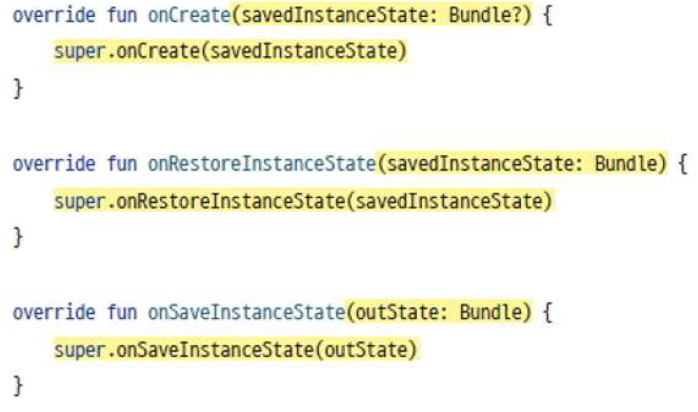 override fun onCreate(savedInstanceState: Bundle?) {
    super.onCreate(savedInstanceState)
}
override fun onRestoreInstanceState(savedInstanceState: Bundle) {
    super.onRestoreInstanceState(savedInstanceState)
}
override fun onSaveInstanceState(outState: Bundle) {
    super.onSaveInstanceState(outState)
}